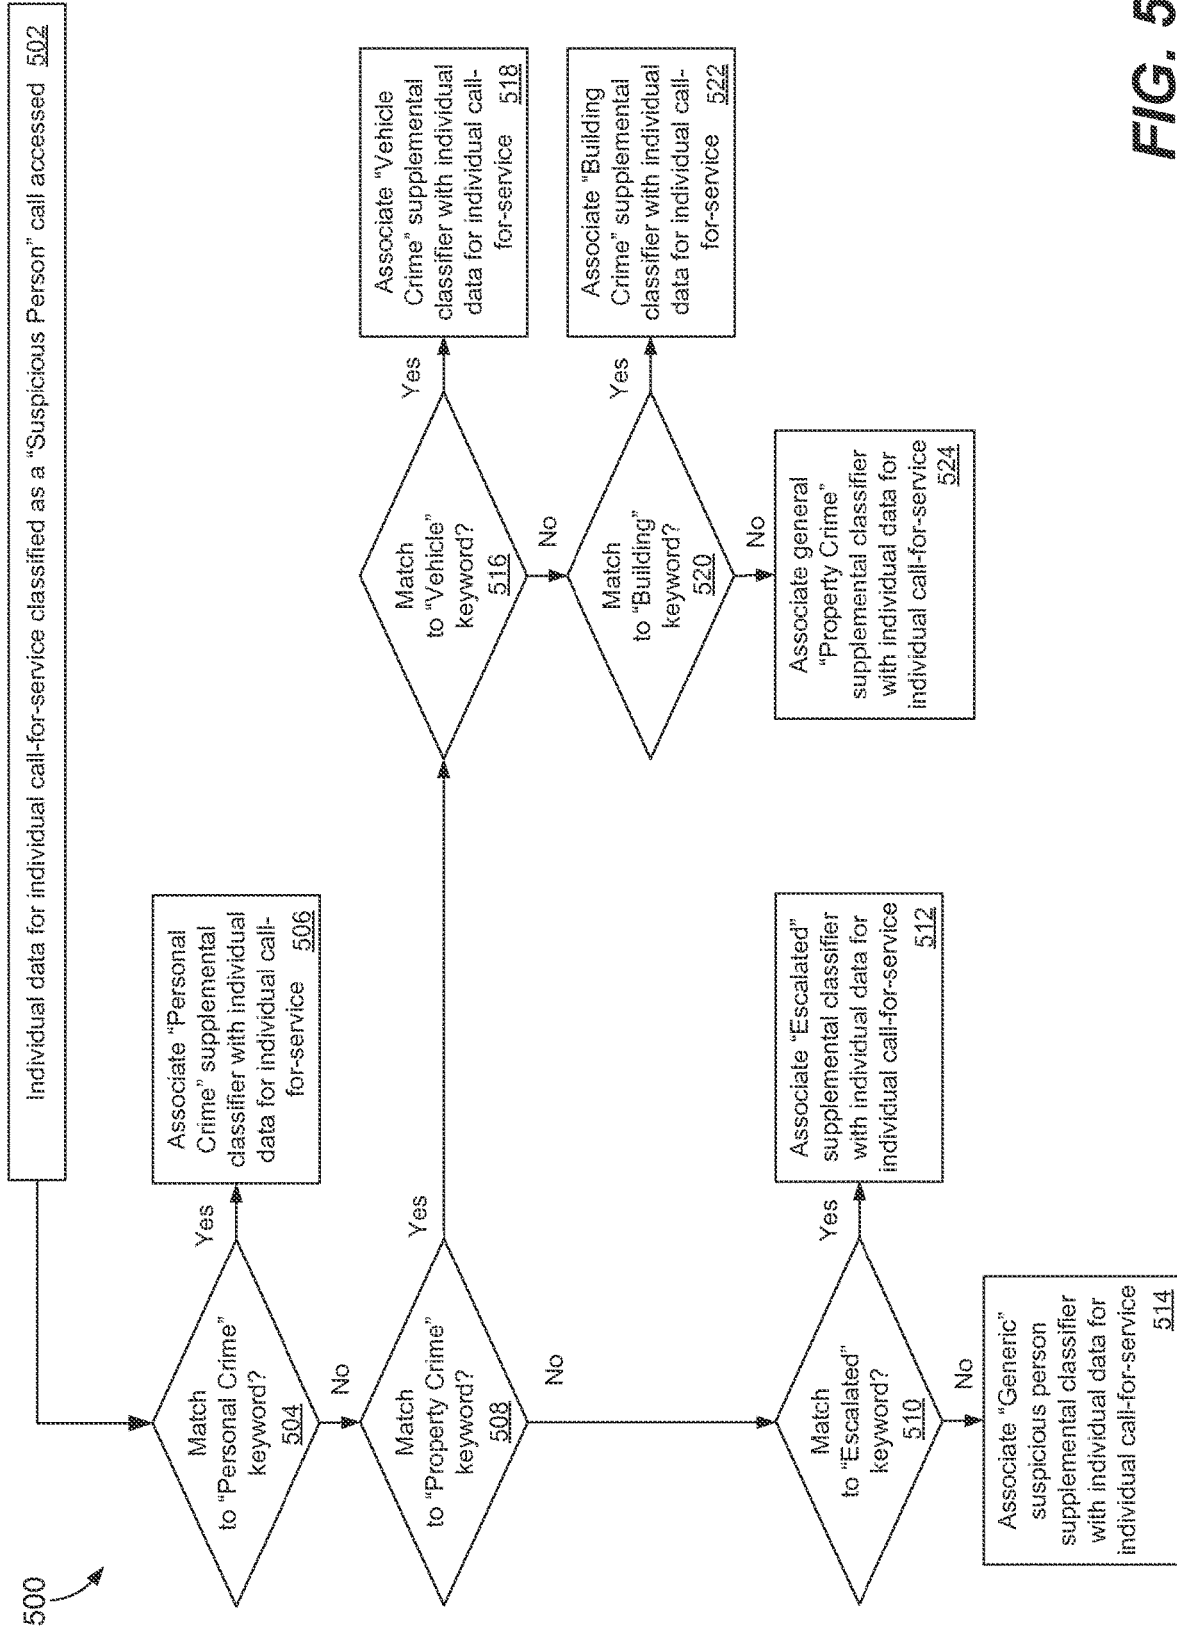 500
Individual data for individual call-for-service classified as a “Suspicious Person” call accessed 502
Match
to “Personal Crime”
keyword?
504
Yes
Associate “Personal
Crime” supplemental
classifier with individual
data for individual call-
for-service 506
No
Match
to “Property Crime”
keyword?
508
Yes
No
Match
to “Vehicle”
keyword?
516
Yes
Associate “Vehicle
Crime” supplemental
classifier with individual
data for individual call-
for-service 518
No
Match
to “Building”
keyword?
520
Yes
Associate “Building
Crime” supplemental
classifier with individual
data for individual call-
for-service 522
No
Associate general
“Property Crime”
supplemental classifier
with individual data for
individual call-for-service
524
Match
to “Escalated”
keyword?
510
Yes
Associate “Escalated”
supplemental classifier
with individual data for
individual call-for-service
512
No
Associate “Generic”
suspicious person
supplemental classifier
with individual data for
individual call-for-service
514
FIG. 5